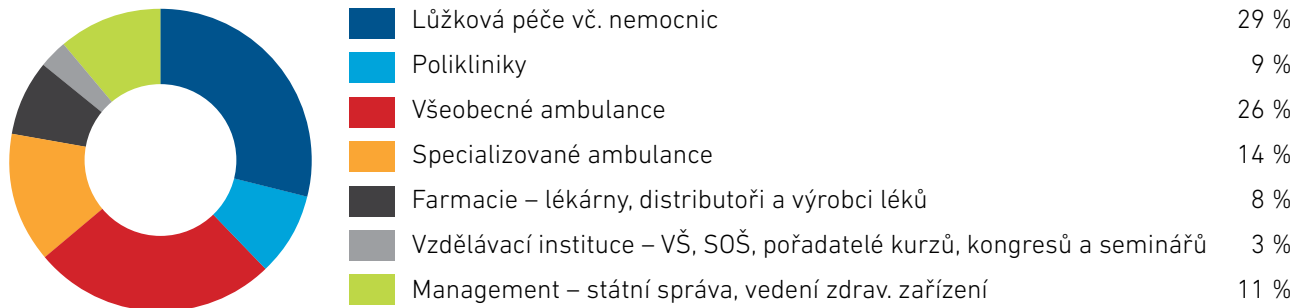 Lůžková péče vč. nemocnic 29 %
Polikliniky 9 %
Všeobecné ambulance 26 %
Specializované ambulance 14 %
Farmacie – lékárny, distributoři a výrobci léků 8 %
Vzdělávací instituce – VŠ, SOŠ, pořadatelé kurzů, kongresů a seminářů 3 %
Management – státní správa, vedení zdrav. zařízení 11 %